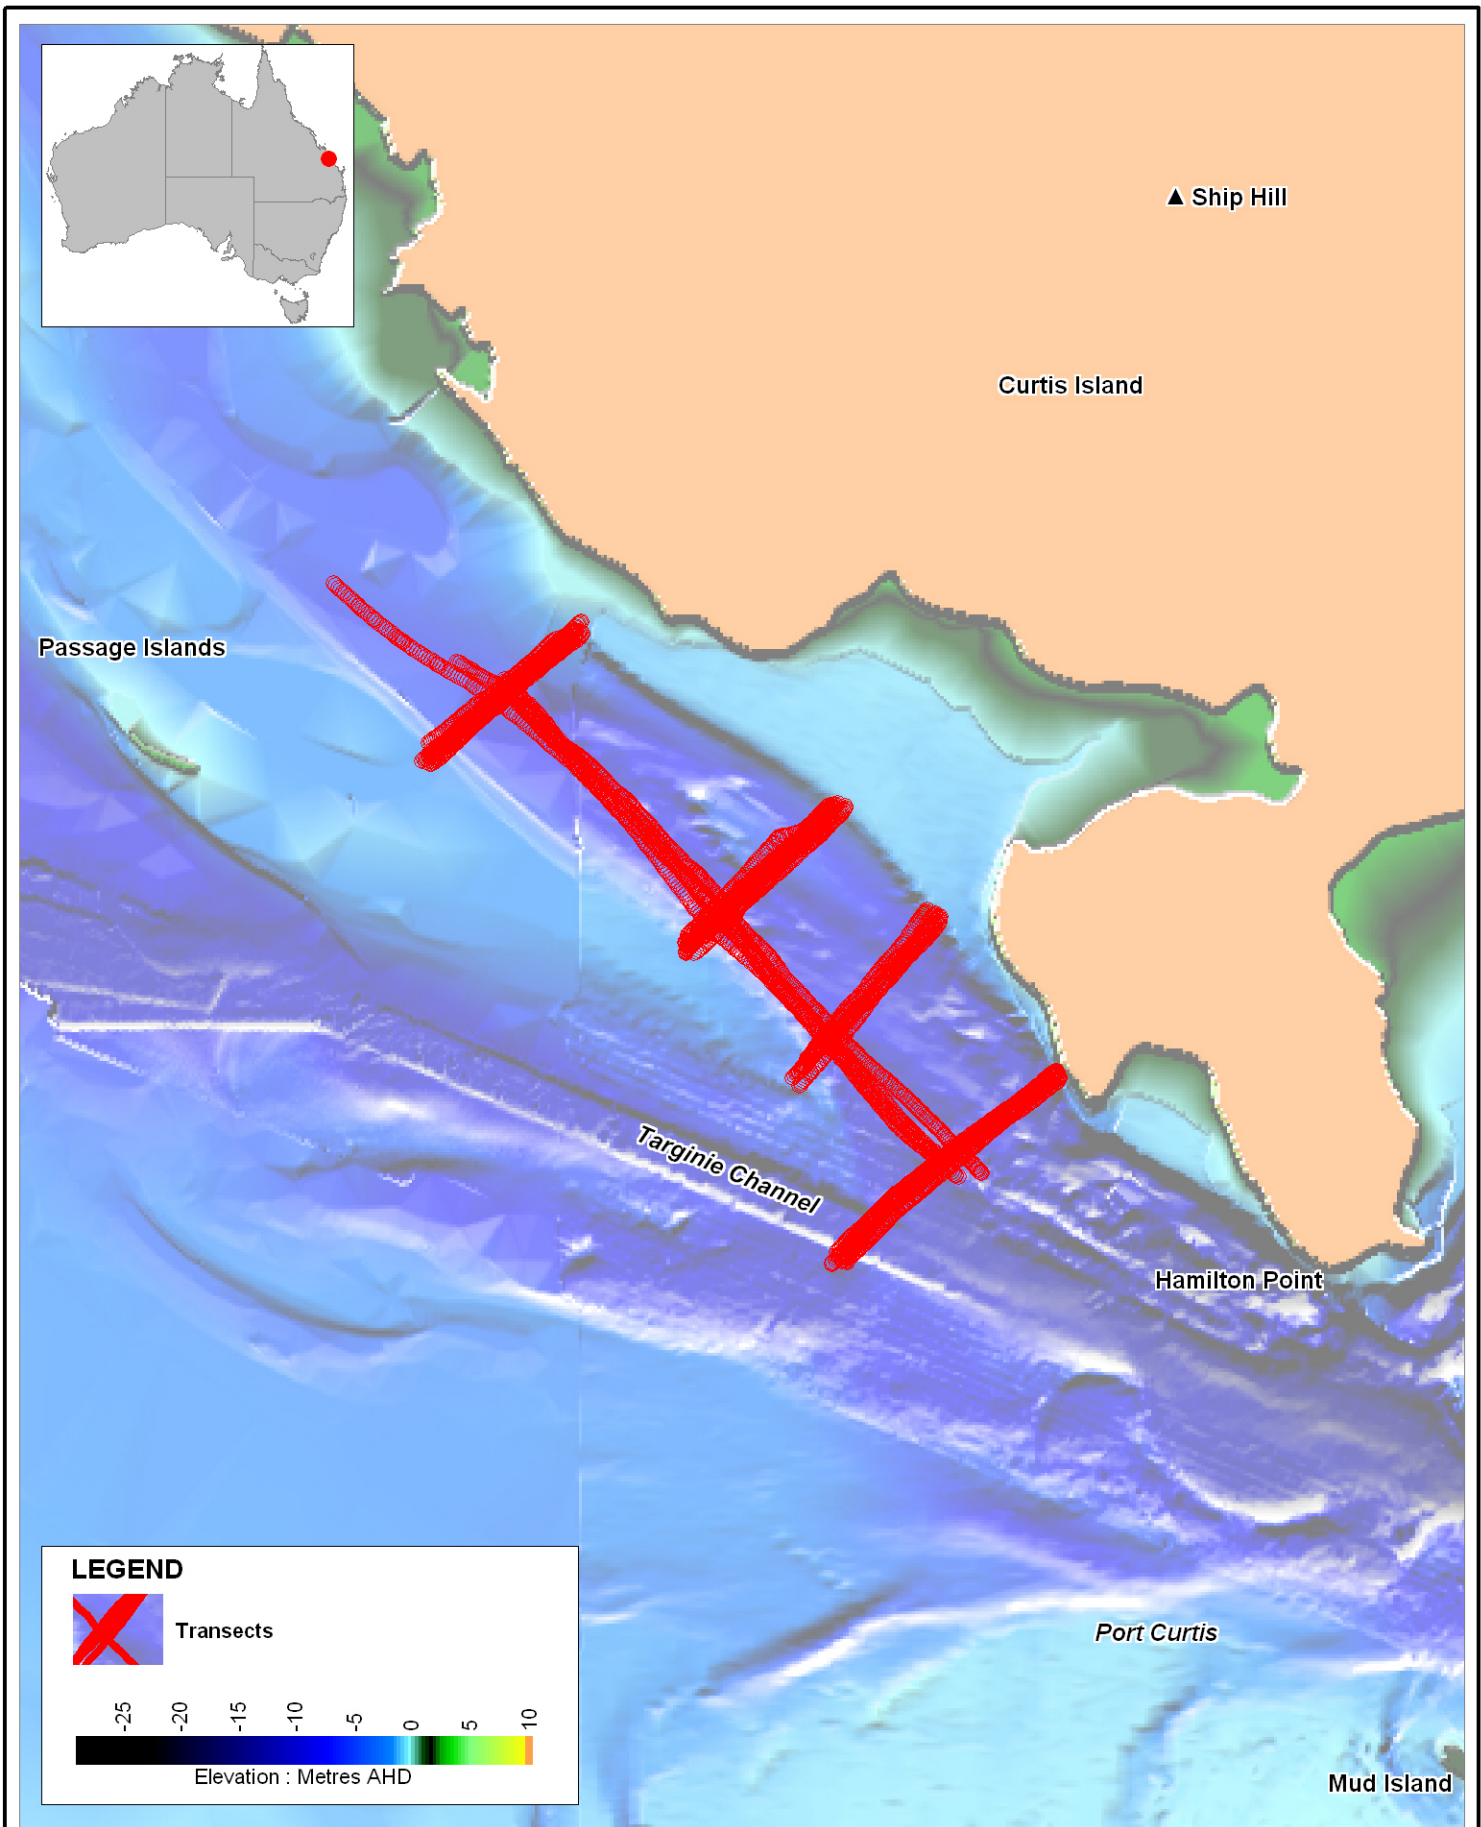 Ship Hill
Curtis Island
Passage Islands
Targinie Channel
Hamilton Point
LEGEND
Transects
-25 -20 -15 -10 -5 0 5 10
Elevation : Metres AHD
Port Curtis
Mud Island